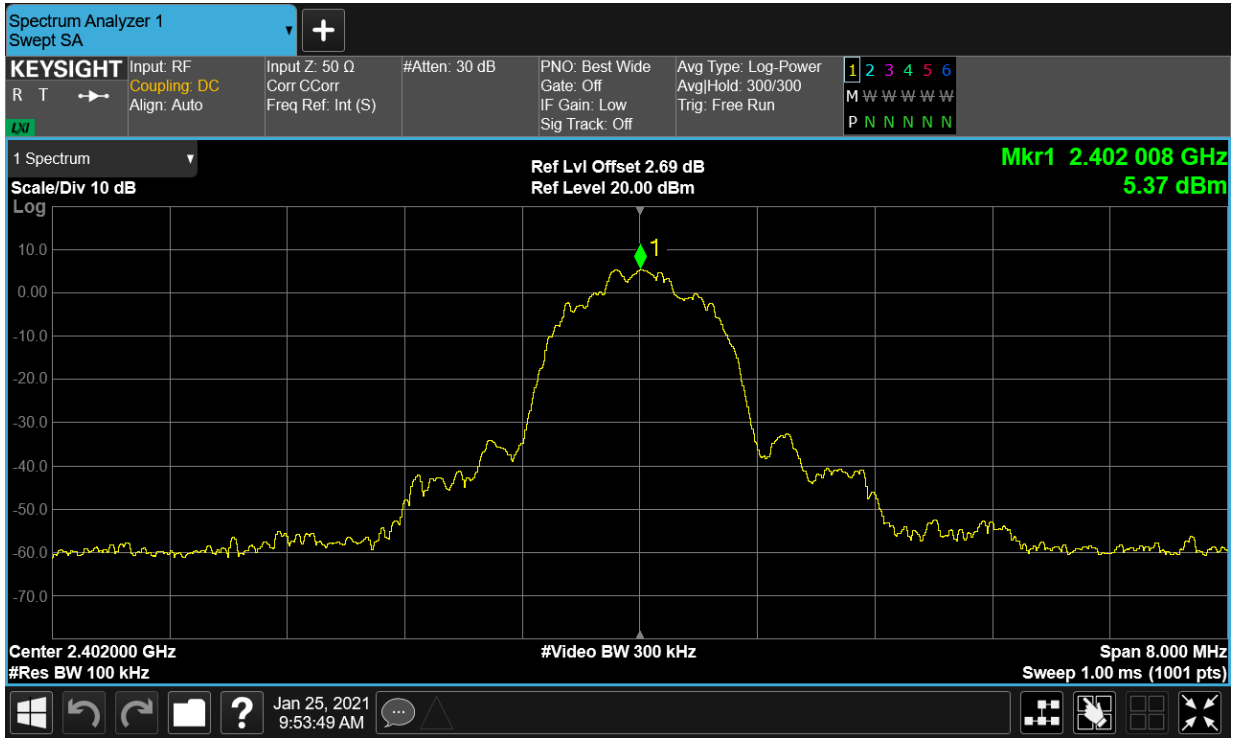 Spectrum Analyzer 1
Swept SA
KEYSIGHT
R T
LXI
Input: RF
Coupling: DC
Align: Auto
Input Z: 50 Ω
Corr CCorr
Freq Ref: Int (S)
#Atten: 30 dB
PNO: Best Wide
Gate: Off
IF Gain: Low
Sig Track: Off
Avg Type: Log-Power
Avg|Hold: 300/300
Trig: Free Run
1 2 3 4 5 6
M W W W W W
P N N N N N
1 Spectrum
Scale/Div 10 dB
Log
Ref Lvl Offset 2.69 dB
Ref Level 20.00 dBm
Mkr1 2.402 008 GHz
5.37 dBm
1
10.0
0.00
-10.0
-20.0
-30.0
-40.0
-50.0
-60.0
-70.0
Center 2.402000 GHz
#Res BW 100 kHz
#Video BW 300 kHz
Span 8.000 MHz
Sweep 1.00 ms (1001 pts)
?
Jan 25, 2021
9:53:49 AM